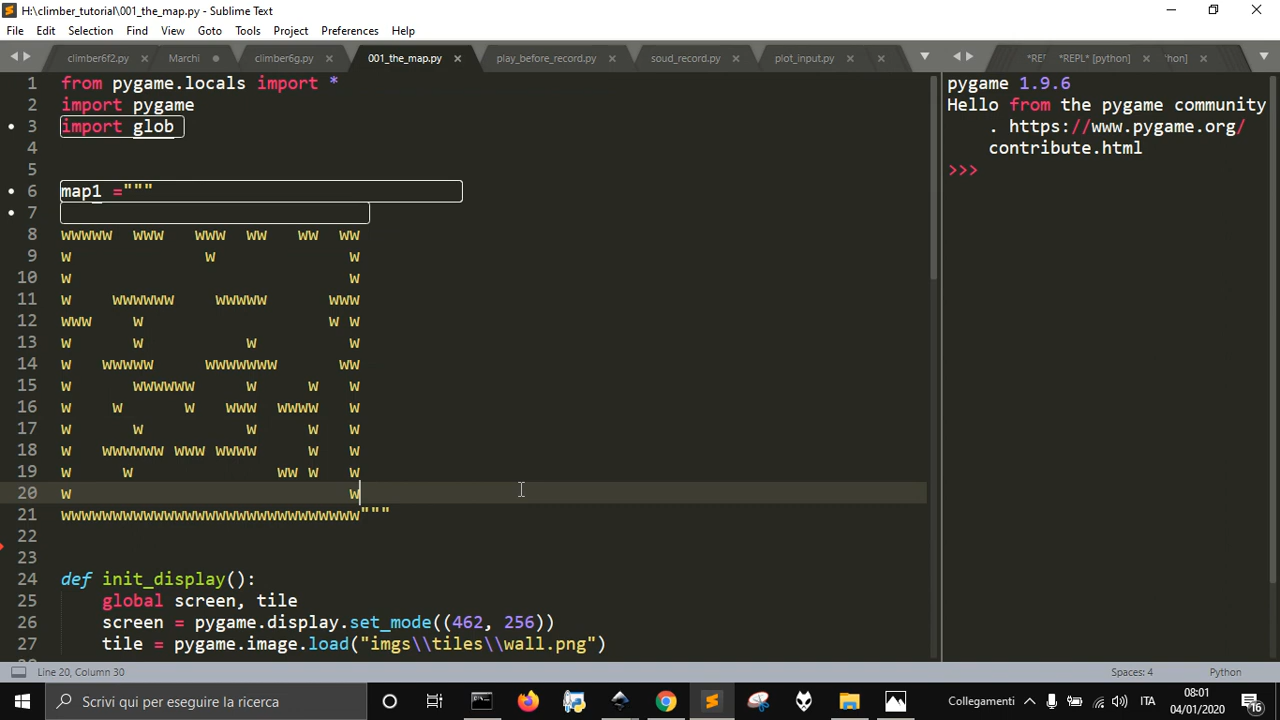 H:\climber_tutorial\001_the_map.py - Sublime Text
File Edit Selection Find View Goto Tools Project Preferences Help
climber6f2.py Marchi climber6g.py 001_the_map.py play_before_record.py soud_record.py plot_input.py *RE *REPL* [python] hon]
1 from pygame.locals import *
2 import pygame
3 import glob
4
5
6 map1 ="""
7
8 wwwww  www   www  ww   ww  ww
9 w             w             w
10 w                           w
11 w    wwwwww    wwwww      www
12 www    w                  w w
13 w      w          w         w
14 w   wwwww     wwwwwww      ww
15 w      wwwwww     w     w   w
16 w    w      w   www  wwww   w
17 w      w          w     w   w
18 w   wwwwww www wwww     w   w
19 w     w              ww w   w
20 w                           w
21 wwwwwwwwwwwwwwwwwwwwwwwwwwwww"""
22
23
24 def init_display():
25     global screen, tile
26     screen = pygame.display.set_mode((462, 256))
27     tile = pygame.image.load("imgs\\tiles\\wall.png")
pygame 1.9.6
Hello from the pygame community
. https://www.pygame.org/
contribute.html
>>>
Line 20, Column 30 Spaces: 4 Python
Scrivi qui per eseguire la ricerca Collegamenti ITA 08:01
04/01/2020 16